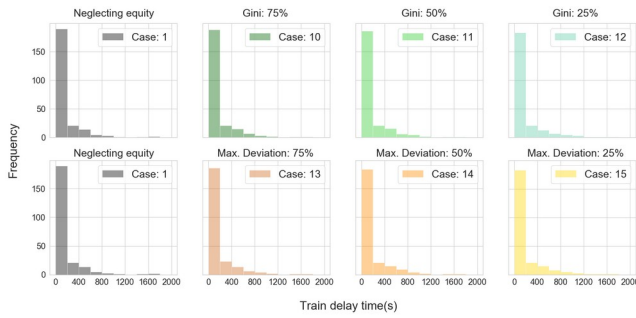 Neglecting equity
Gini: 75%
Gini: 50%
Gini: 25%
Case: 1
Case: 10
Case: 11
Case: 12
150
100
50
0
Frequency
Neglecting equity
Max. Deviation: 75%
Max. Deviation: 50%
Max. Deviation: 25%
Case: 1
Case: 13
Case: 14
Case: 15
150
100
50
0
0 400 800 1200 1600 2000
0 400 800 1200 1600 2000
0 400 800 1200 1600 2000
0 400 800 1200 1600 2000
Train delay time(s)